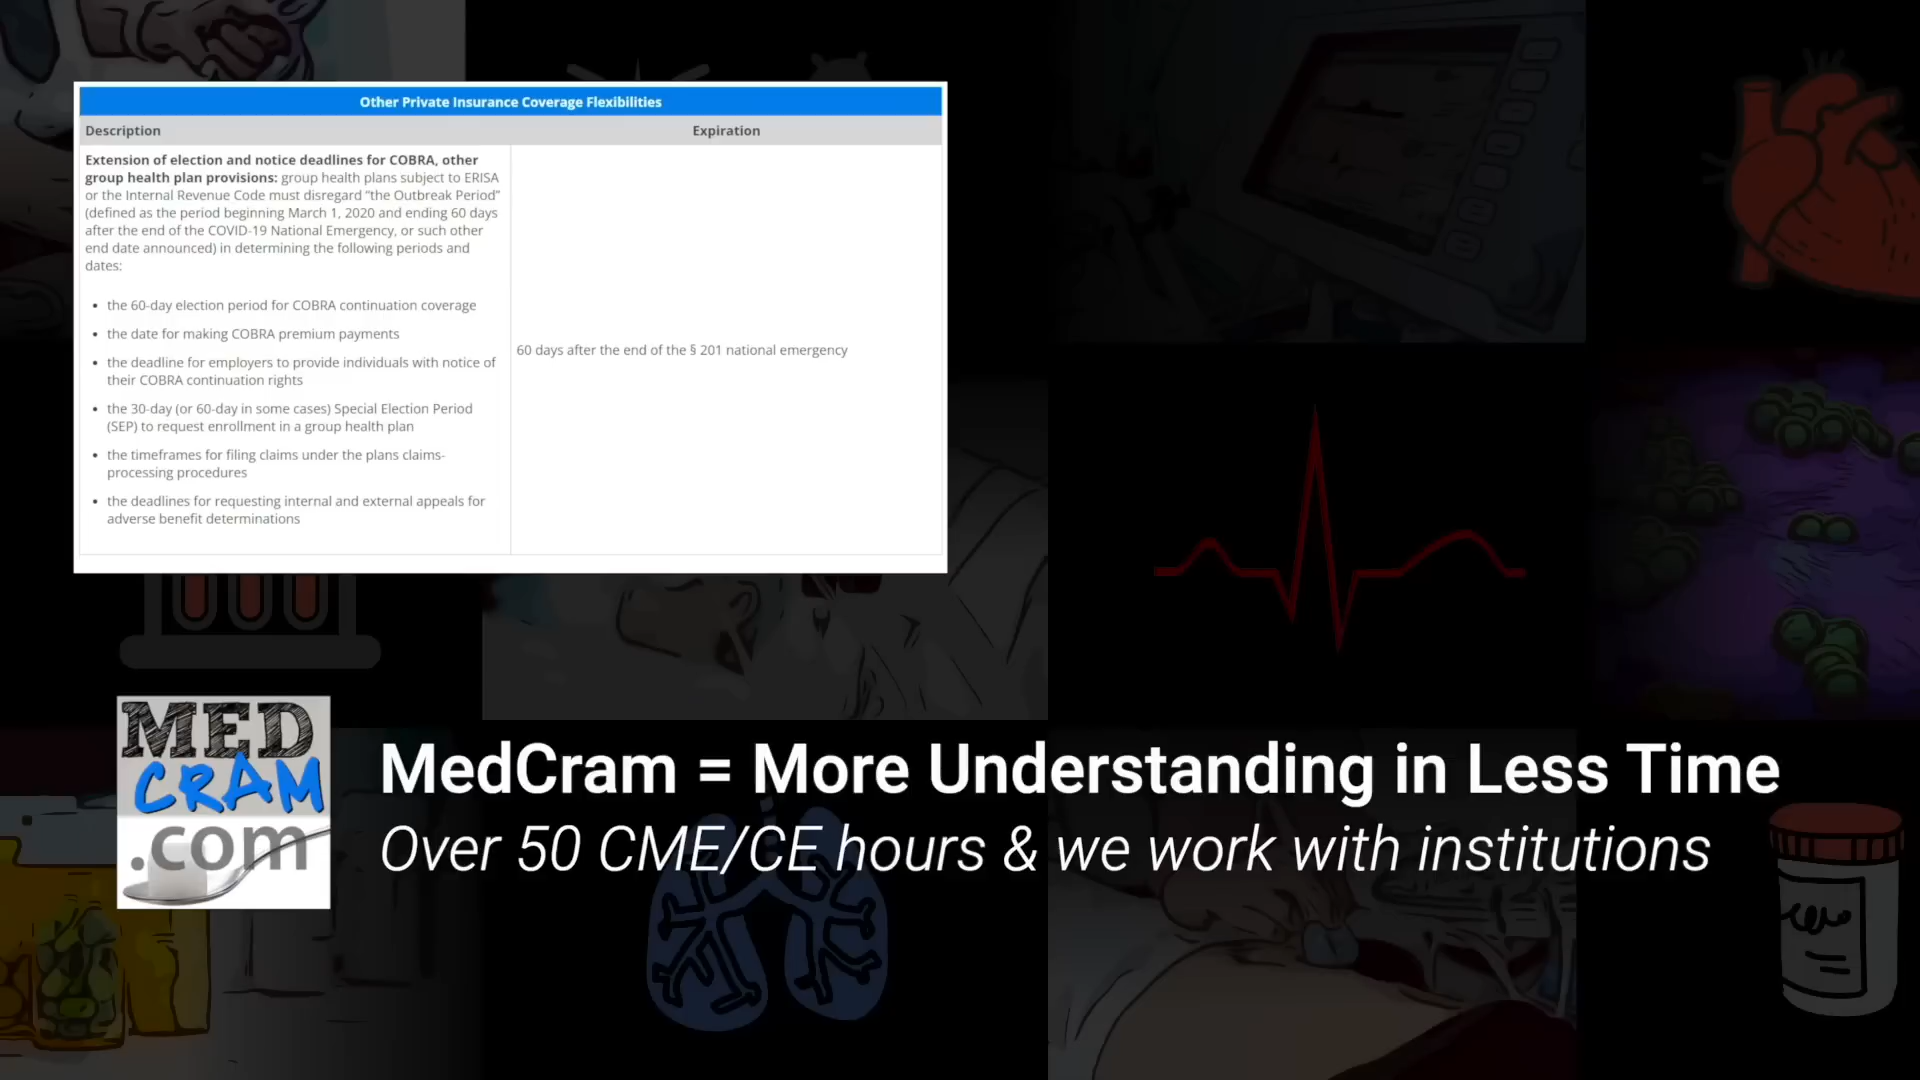 Other Private Insurance Coverage Flexibilities
Description
Expiration
Extension of election and notice deadlines for COBRA, other
group health plan provisions: group health plans subject to ERISA
or the Internal Revenue Code must disregard “the Outbreak Period”
(defined as the period beginning March 1, 2020 and ending 60 days
after the end of the COVID-19 National Emergency, or such other
end date announced) in determining the following periods and
dates:
• the 60-day election period for COBRA continuation coverage
• the date for making COBRA premium payments
• the deadline for employers to provide individuals with notice of
their COBRA continuation rights
• the 30-day (or 60-day in some cases) Special Election Period
(SEP) to request enrollment in a group health plan
• the timeframes for filing claims under the plans claims-
processing procedures
• the deadlines for requesting internal and external appeals for
adverse benefit determinations
60 days after the end of the § 201 national emergency
MED
CRAM
.com
MedCram = More Understanding in Less Time
Over 50 CME/CE hours & we work with institutions